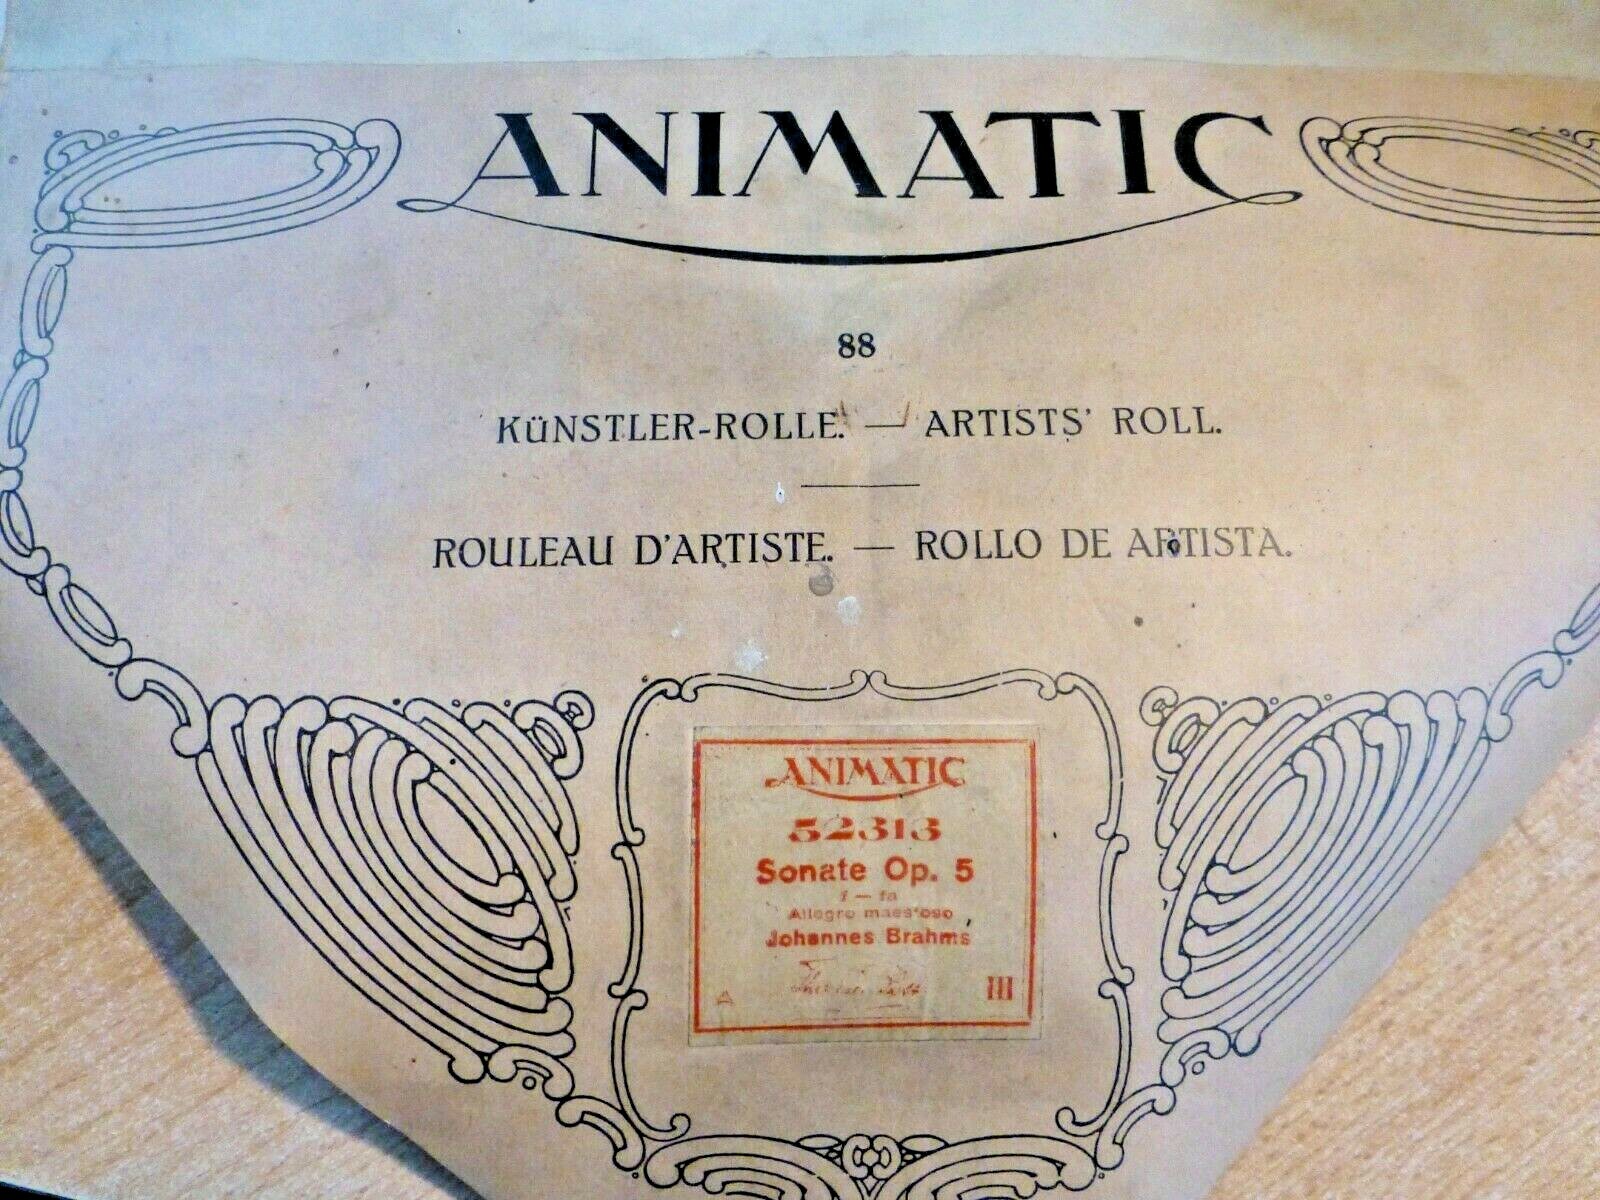 ANIMATIC
88
KÜNSTLER-ROLLE. — ARTISTS' ROLL.
ROULEAU D'ARTISTE. — ROLLO DE ARTISTA.
ANIMATIC
52313
Sonate Op. 5
f — fa
Allegro maestoso
Johannes Brahms
A III